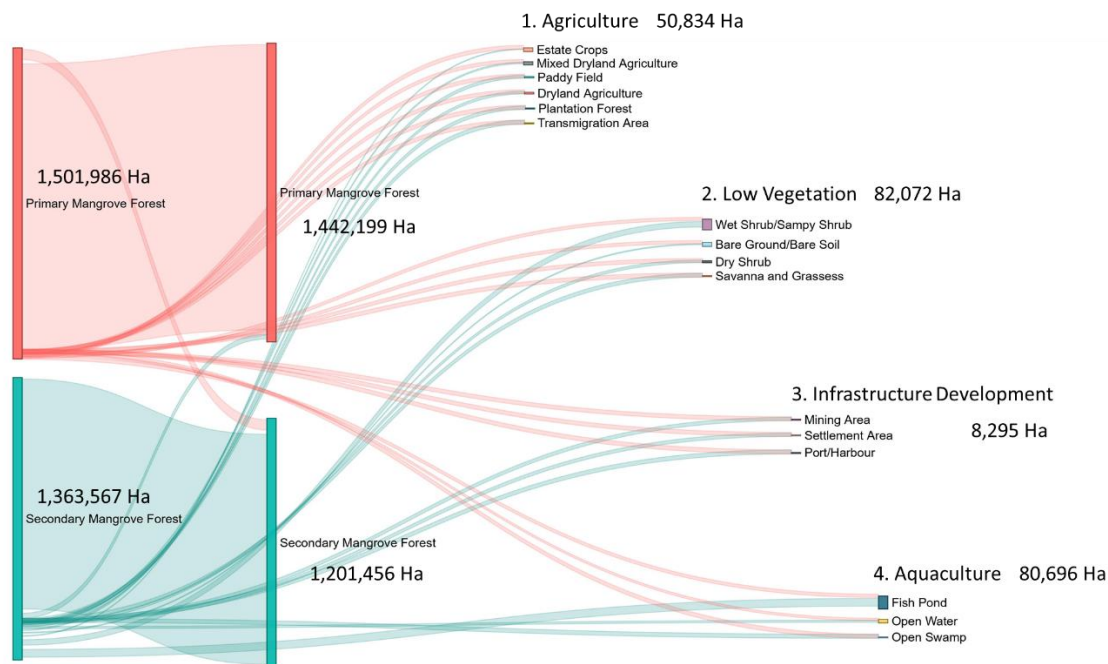 1. Agriculture 50,834 Ha
Estate Crops
Mixed Dryland Agriculture
Paddy Field
Dryland Agriculture
Plantation Forest
Transmigration Area
1,501,986 Ha
Primary Mangrove Forest
Primary Mangrove Forest
1,442,199 Ha
2. Low Vegetation 82,072 Ha
Wet Shrub/Sampy Shrub
Bare Ground/Bare Soil
Dry Shrub
Savanna and Grassess
3. Infrastructure Development
8,295 Ha
Mining Area
Settlement Area
Port/Harbour
1,363,567 Ha
Secondary Mangrove Forest
Secondary Mangrove Forest
1,201,456 Ha
4. Aquaculture 80,696 Ha
Fish Pond
Open Water
Open Swamp